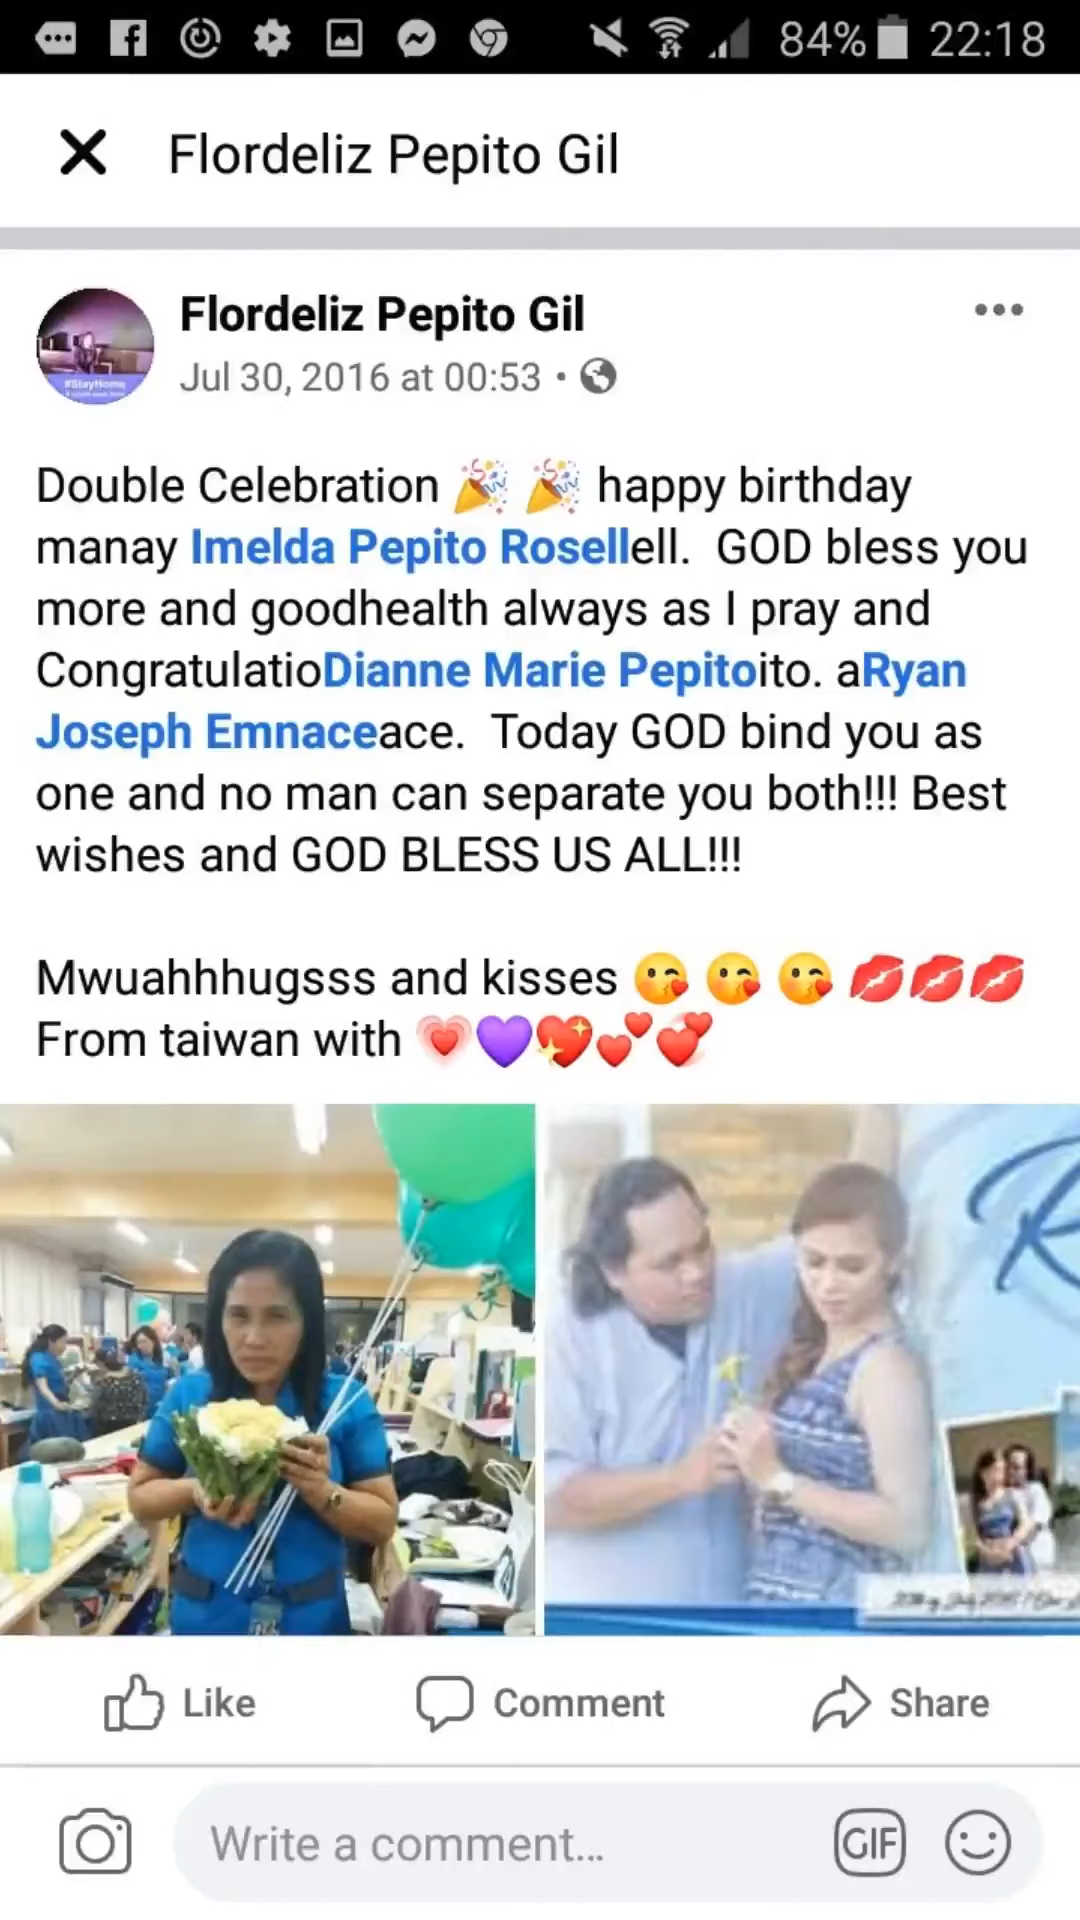 84% 22:18
Flordeliz Pepito Gil
#StayHome
Flordeliz Pepito Gil
Jul 30, 2016 at 00:53 ·
Double Celebration 🎉 🎉 happy birthday
manay Imelda Pepito Rosellell.  GOD bless you
more and goodhealth always as I pray and
CongratulatioDianne Marie Pepitoito. aRyan
Joseph Emnaceace.  Today GOD bind you as
one and no man can separate you both!!! Best
wishes and GOD BLESS US ALL!!!
Mwuahhhugsss and kisses 😘 😘 😘 💋💋💋
From taiwan with 💗💜💖💕💞
Like Comment Share
Write a comment... GIF